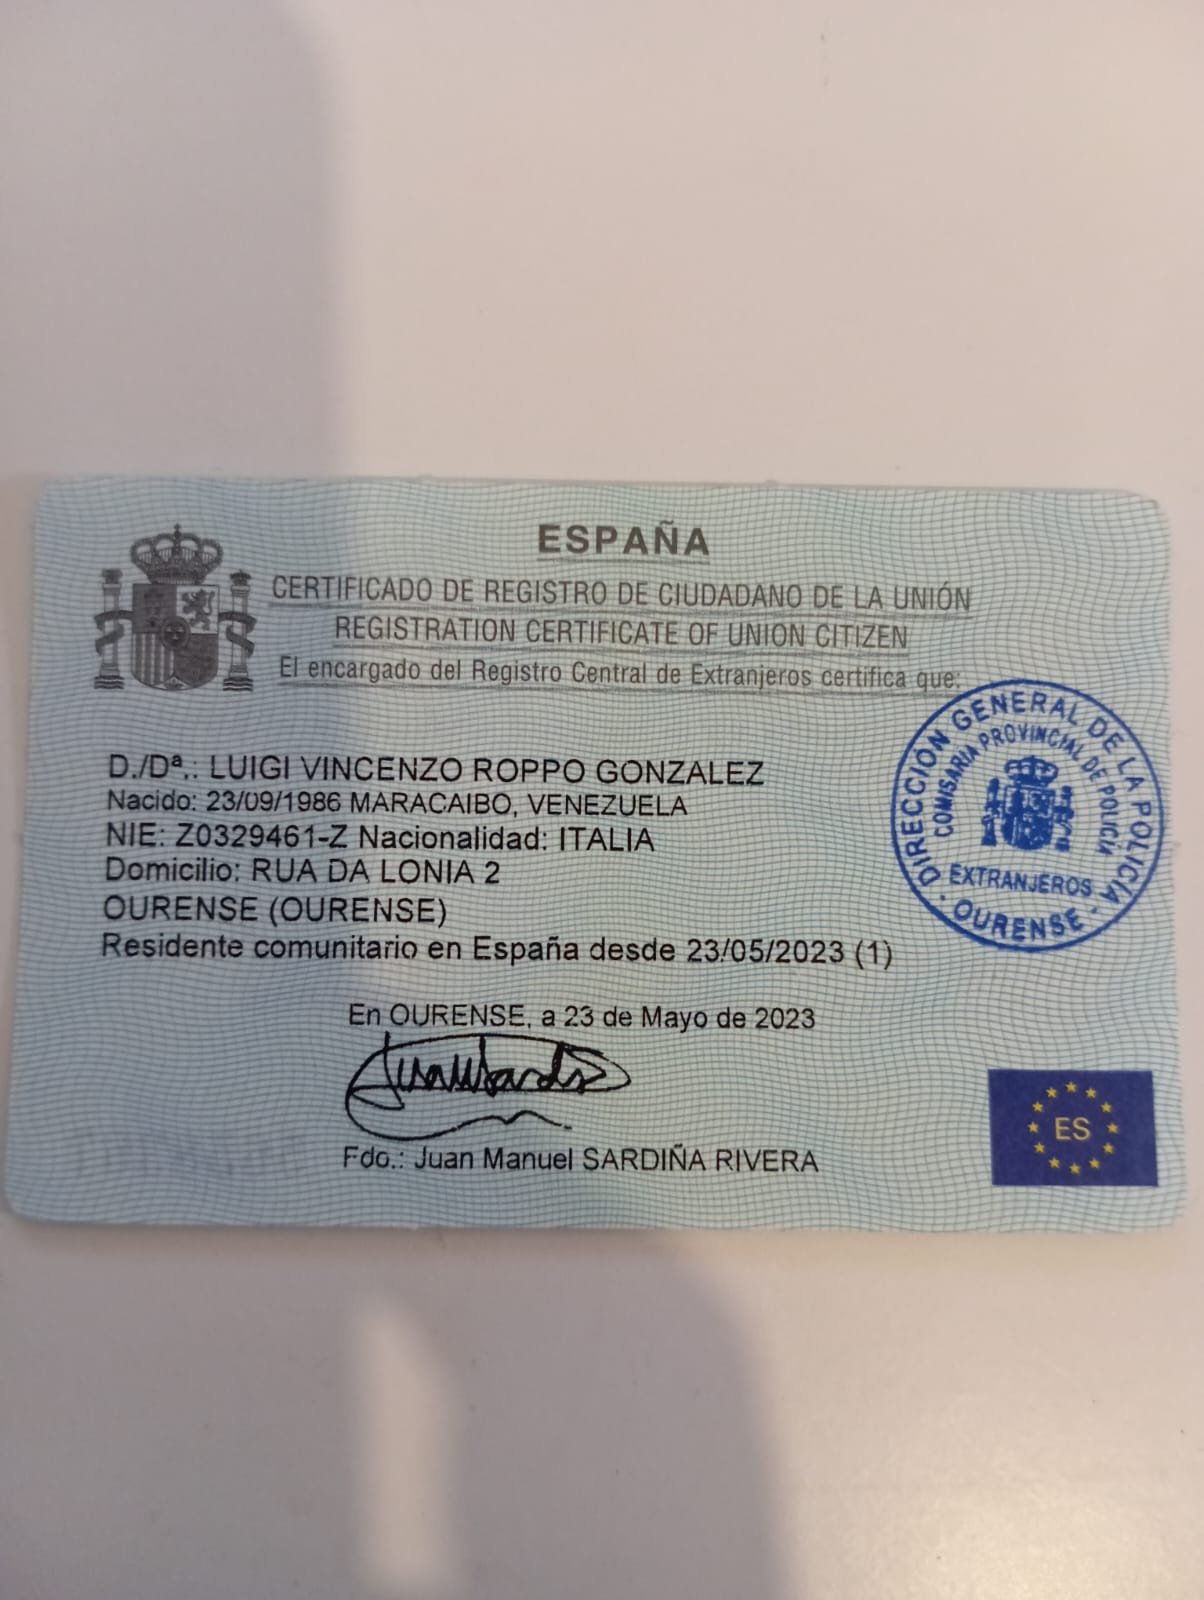 ESPAÑA
CERTIFICADO DE REGISTRO DE CIUDADANO DE LA UNIÓN
REGISTRATION CERTIFICATE OF UNION CITIZEN
El encargado del Registro Central de Extranjeros certifica que:
D./Dª.: LUIGI VINCENZO ROPPO GONZALEZ
Nacido: 23/09/1986 MARACAIBO, VENEZUELA
NIE: Z0329461-Z Nacionalidad: ITALIA
Domicilio: RUA DA LONIA 2
OURENSE (OURENSE)
Residente comunitario en España desde 23/05/2023 (1)
DIRECCIÓN GENERAL DE LA POLICÍA
COMISARÍA PROVINCIAL DE POLICÍA
EXTRANJEROS
- OURENSE -
En OURENSE, a 23 de Mayo de 2023
Fdo.: Juan Manuel SARDIÑA RIVERA
ES